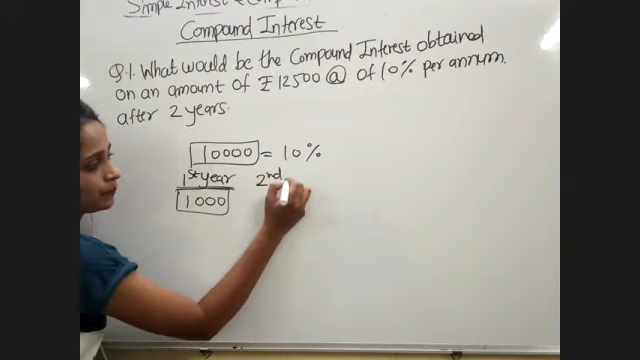 Simple Interest & Compo
Compound Interest
Q.1. What would be the Compound Interest obtained
on an amount of ₹12500 @ of 10% per annum
after 2 years.
10000 = 10%
1st year 2nd
1000